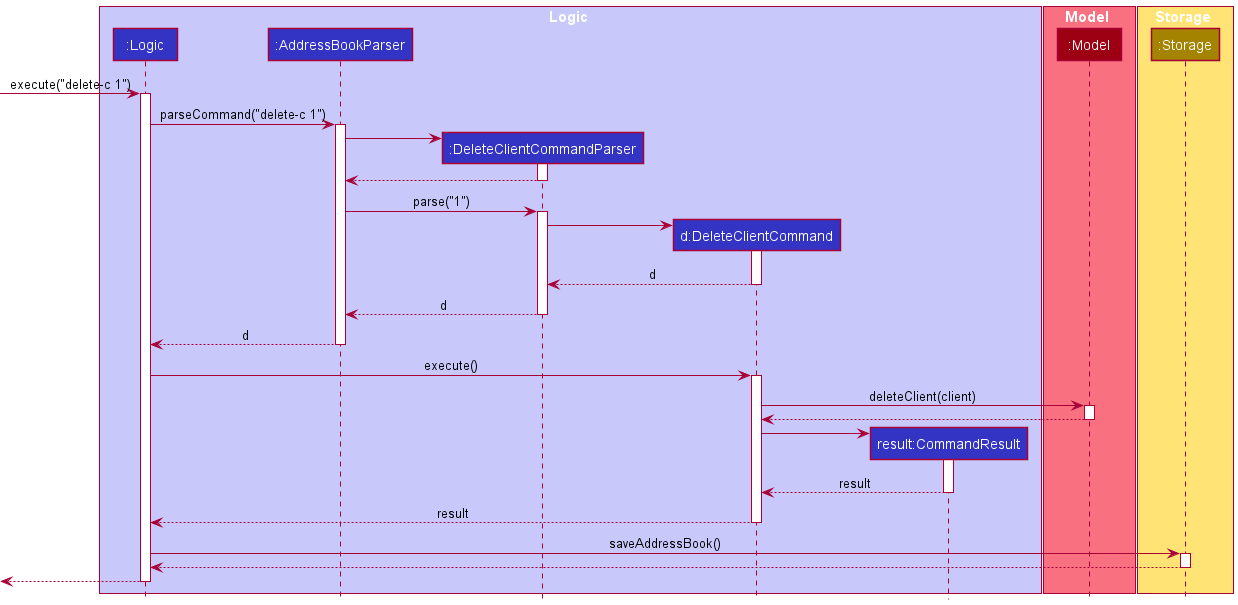 Logic
Model
Storage
:Logic
:AddressBookParser
:Model
:Storage
execute("delete-c 1")
parseCommand("delete-c 1")
:DeleteClientCommandParser
parse("1")
d:DeleteClientCommand
d
d
d
execute()
deleteClient(client)
result:CommandResult
result
result
saveAddressBook()